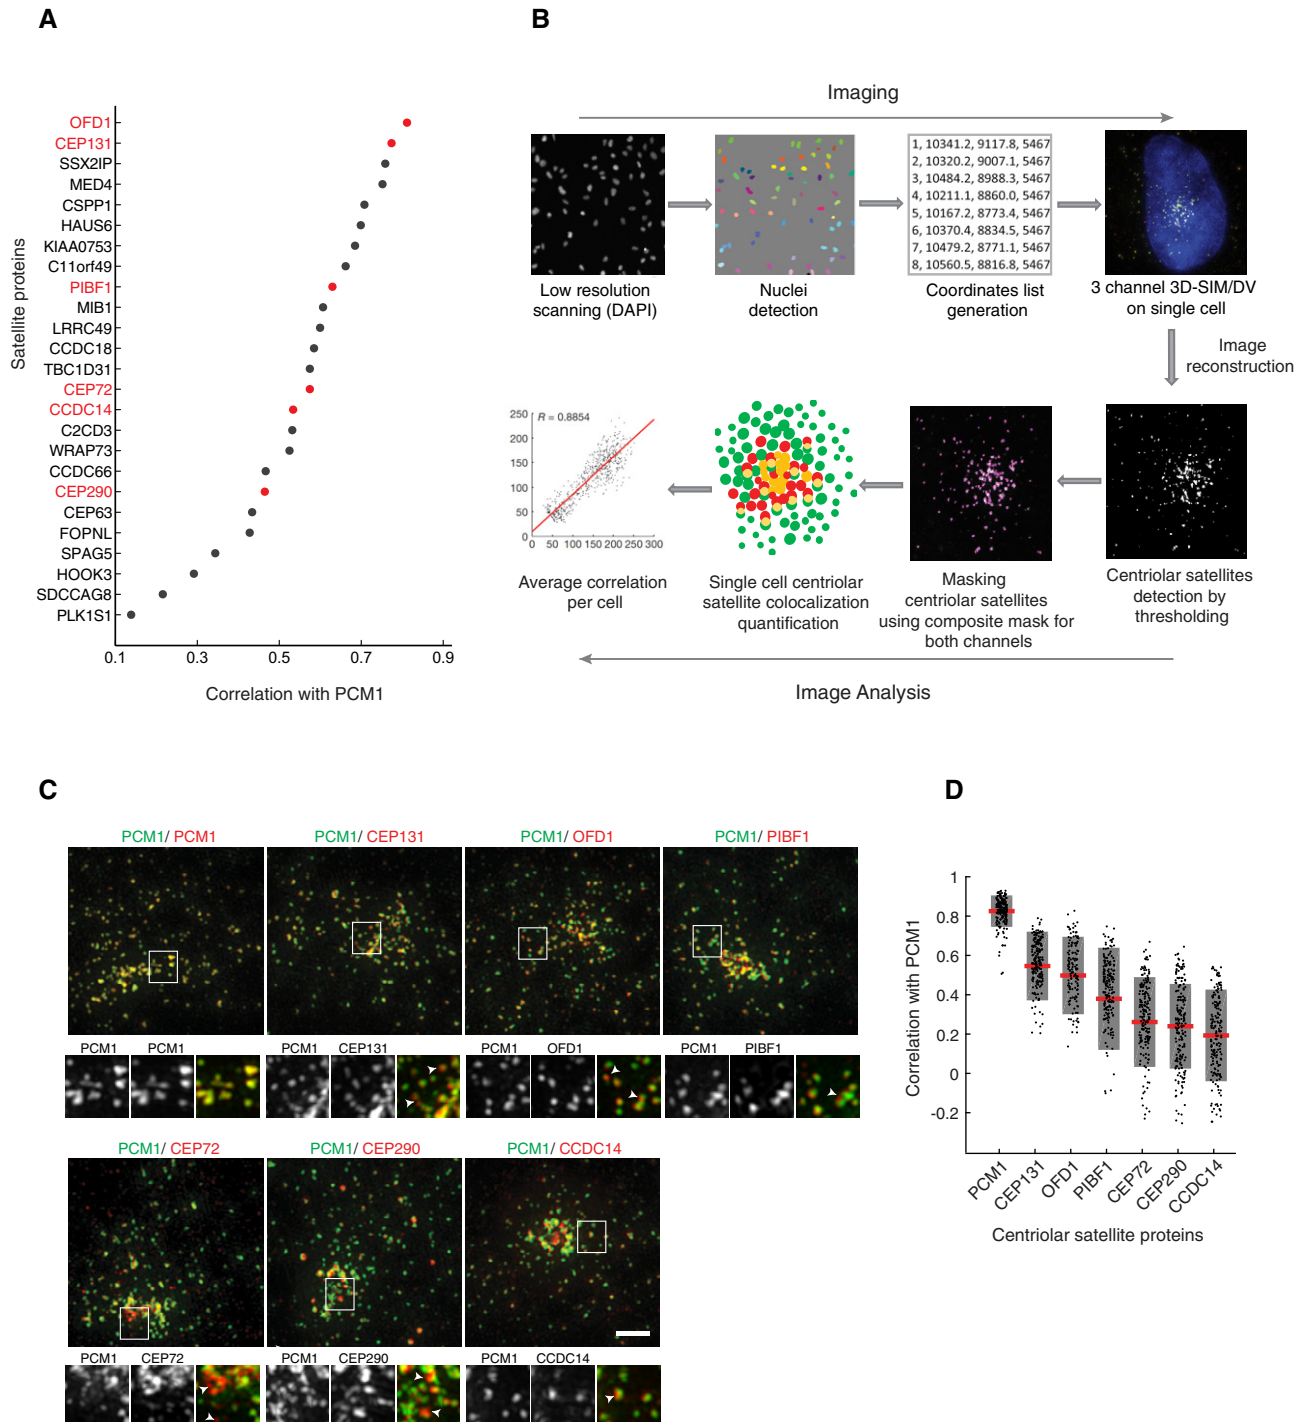 A
OFD1
CEP131
SSX2IP
MED4
CSPP1
HAUS6
KIAA0753
C11orf49
PIBF1
MIB1
LRRC49
CCDC18
TBC1D31
CEP72
CCDC14
C2CD3
WRAP73
CCDC66
CEP290
CEP63
FOPNL
SPAG5
HOOK3
SDCCAG8
PLK1S1
Satellite proteins
0.1 0.3 0.5 0.7 0.9
Correlation with PCM1
B
Imaging
1, 10341.2, 9117.8, 5467
2, 10320.2, 9007.1, 5467
3, 10484.2, 8988.3, 5467
4, 10211.1, 8860.0, 5467
5, 10167.2, 8773.4, 5467
6, 10370.4, 8834.5, 5467
7, 10479.2, 8771.1, 5467
8, 10560.5, 8816.8, 5467
Low resolution
scanning (DAPI)
Nuclei
detection
Coordinates list
generation
3 channel 3D-SIM/DV
on single cell
Image
reconstruction
R = 0.8854
250
200
150
100
50
0
0 50 100 150 200 250 300
Average correlation
per cell
Single cell centriolar
satellite colocalization
quantification
Masking
centriolar satellites
using composite mask for
both channels
Centriolar satellites
detection by
thresholding
Image Analysis
C
PCM1/ PCM1
PCM1/ CEP131
PCM1/ OFD1
PCM1/ PIBF1
PCM1 PCM1
PCM1 CEP131
PCM1 OFD1
PCM1 PIBF1
PCM1/ CEP72
PCM1/ CEP290
PCM1/ CCDC14
PCM1 CEP72
PCM1 CEP290
PCM1 CCDC14
D
1
0.8
0.6
0.4
0.2
0
-0.2
Correlation with PCM1
PCM1
CEP131
OFD1
PIBF1
CEP72
CEP290
CCDC14
Centriolar satellite proteins